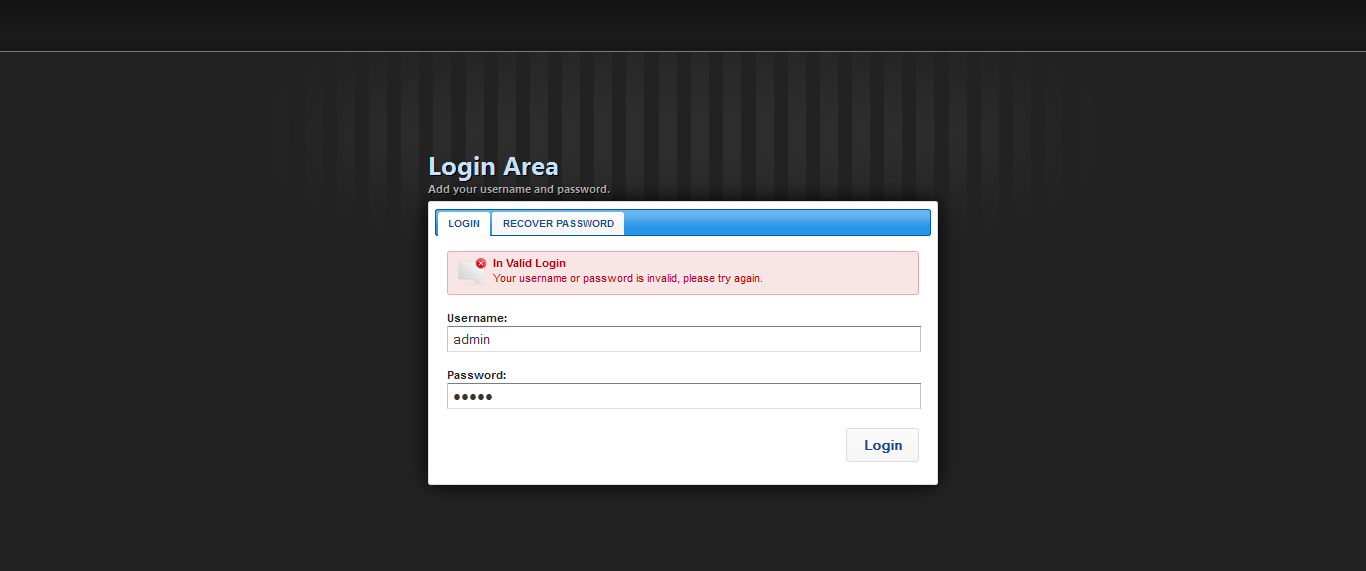 Login Area
Add your username and password.
LOGIN RECOVER PASSWORD
In Valid Login
Your username or password is invalid, please try again.
Username:
admin
Password:
•••••
Login